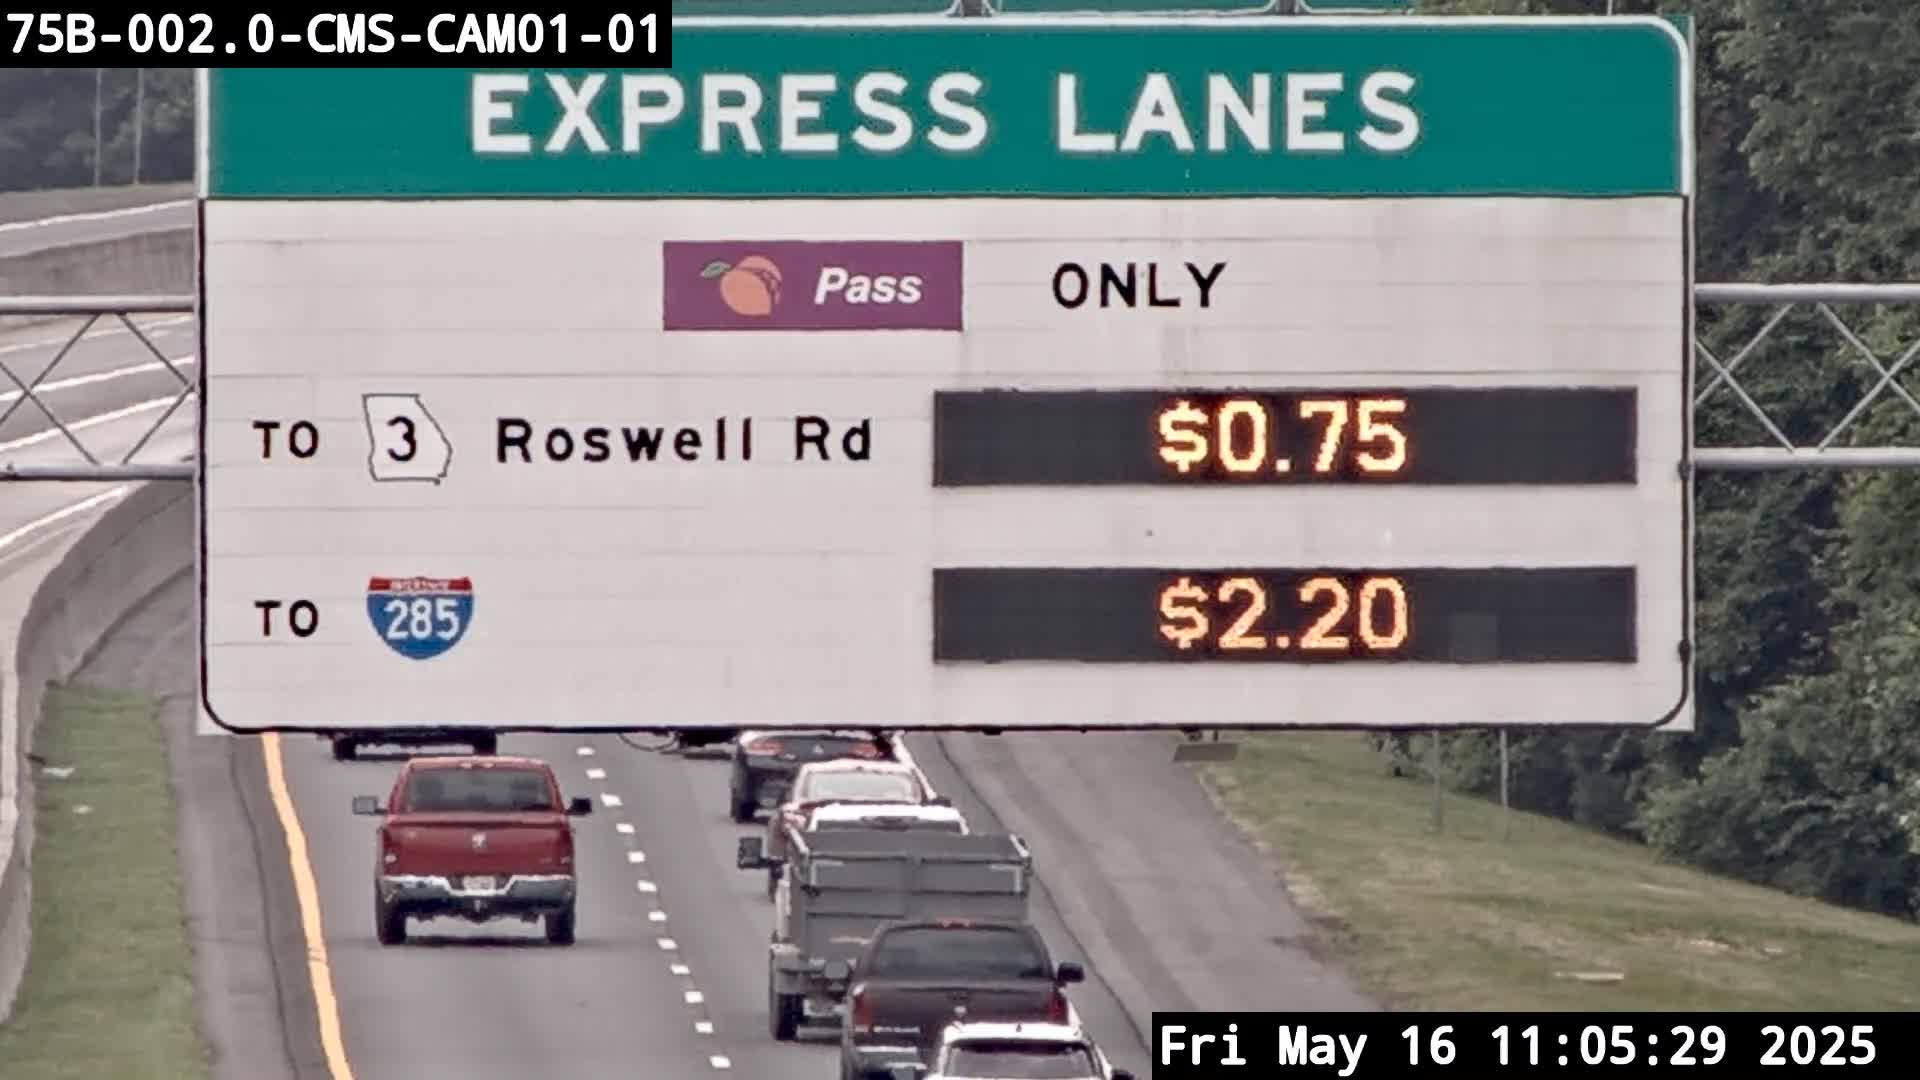 75B-002.0-CMS-CAM01-01
EXPRESS LANES
Pass ONLY
TO 3 Roswell Rd $0.75
TO INTERSTATE 285 $2.20
Fri May 16 11:05:29 2025